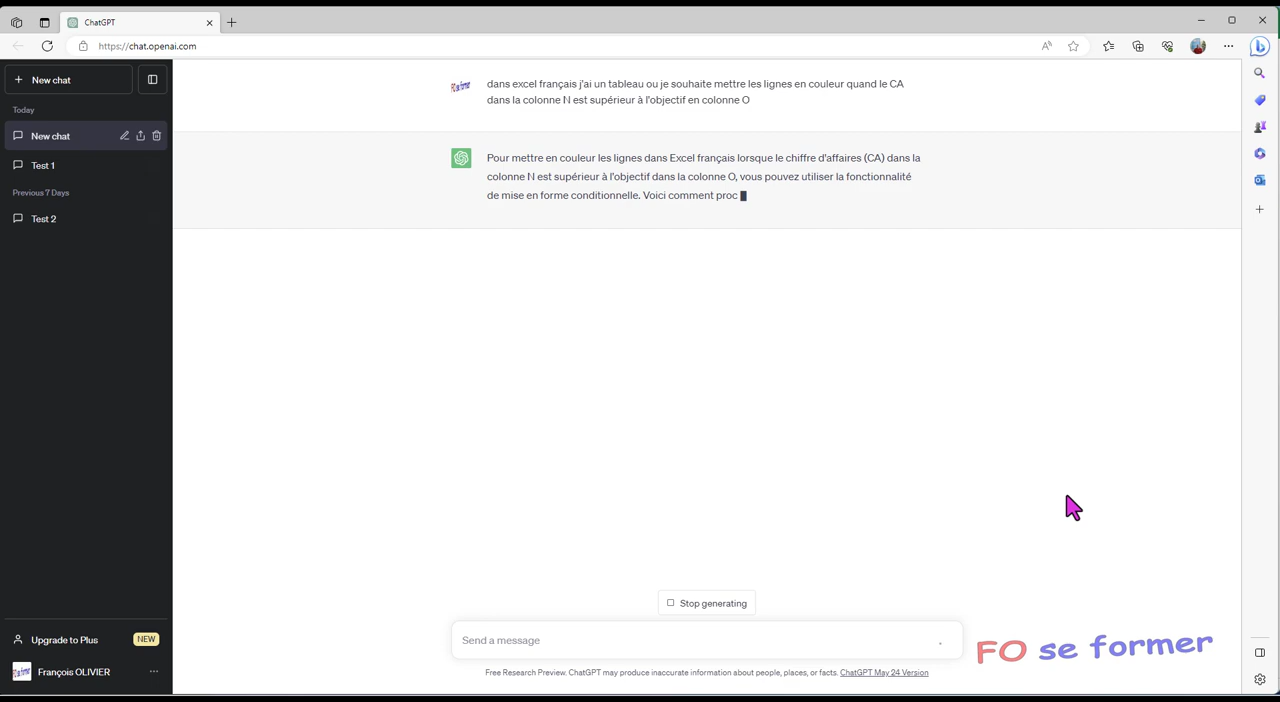 ChatGPT
https://chat.openai.com
New chat
Today
New chat
Test 1
Previous 7 Days
Test 2
dans excel français j'ai un tableau ou je souhaite mettre les lignes en couleur quand le CA
dans la colonne N est supérieur à l'objectif en colonne O
Pour mettre en couleur les lignes dans Excel français lorsque le chiffre d'affaires (CA) dans la
colonne N est supérieur à l'objectif dans la colonne O, vous pouvez utiliser la fonctionnalité
de mise en forme conditionnelle. Voici comment proc
Stop generating
Send a message
Free Research Preview. ChatGPT may produce inaccurate information about people, places, or facts. ChatGPT May 24 Version
Upgrade to Plus NEW
François OLIVIER
FO se former